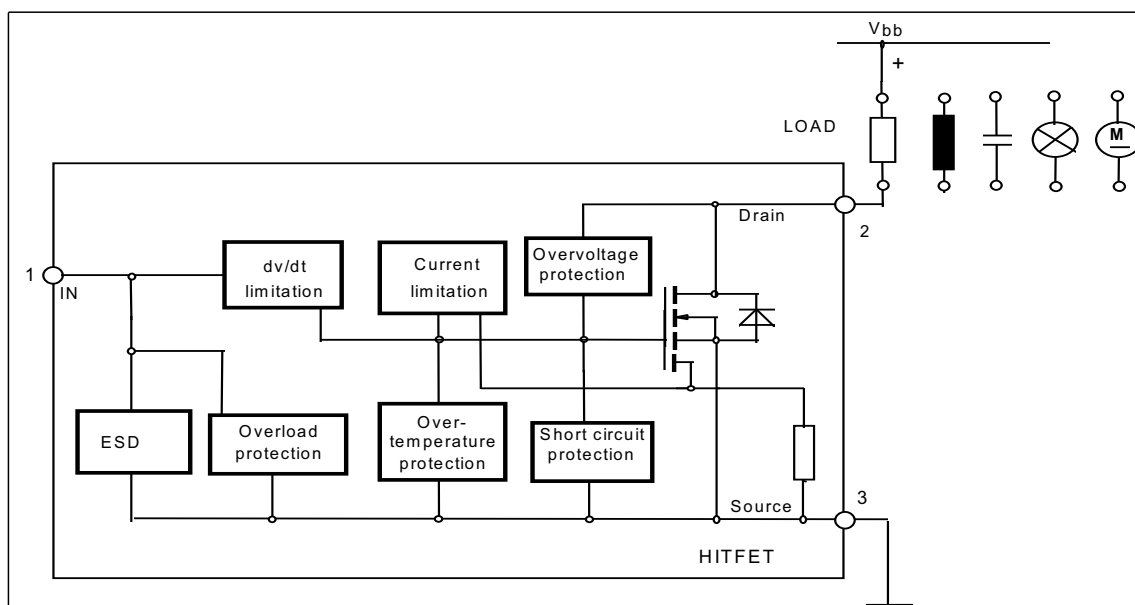 Vbb
+
LOAD
M
Drain
2
Overvoltage
protection
dv/dt
limitation
Current
limitation
1
IN
ESD
Overload
protection
Over-
temperature
protection
Short circuit
protection
Source
3
HITFET